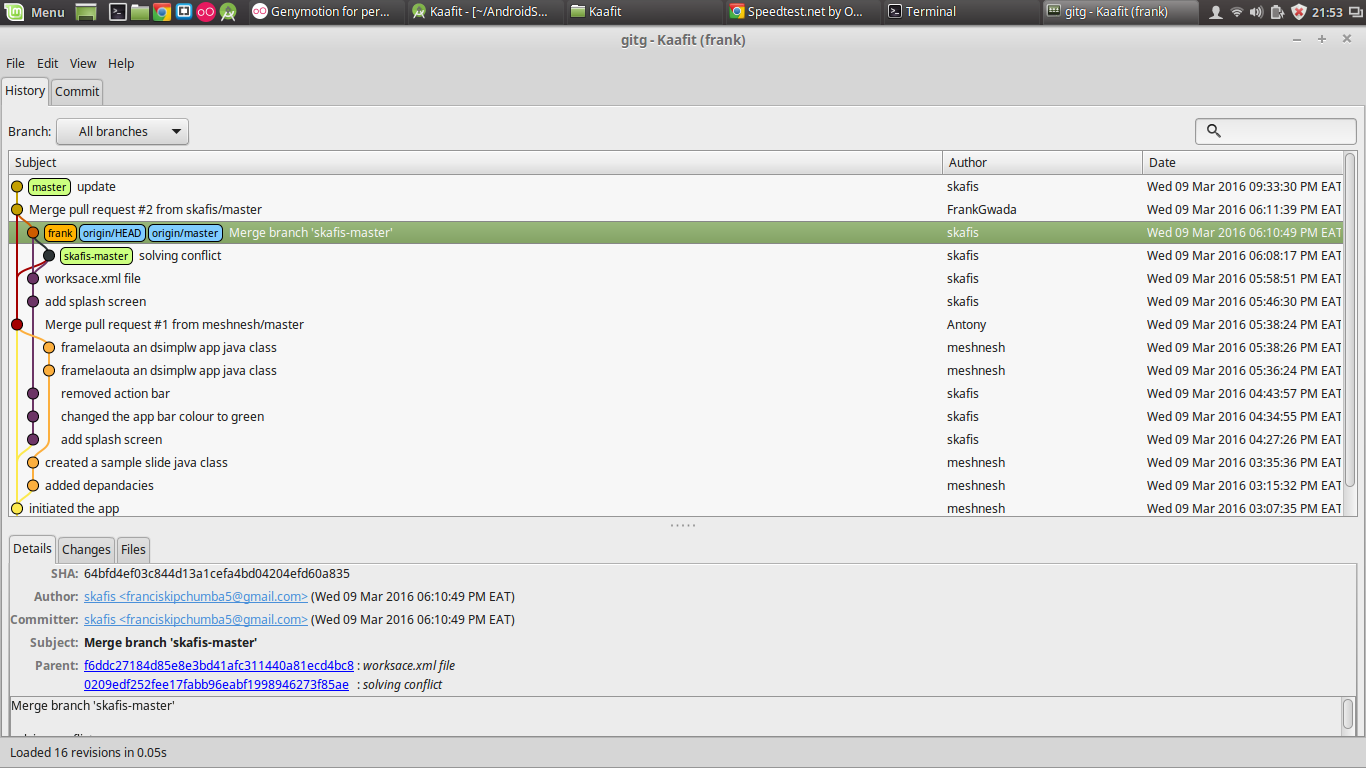 Menu Genymotion for per... Kaafit - [~/AndroidS... Kaafit Speedtest.net by O... Terminal gitg - Kaafit (frank) 21:53
gitg - Kaafit (frank)
File Edit View Help
History Commit
Branch: All branches
Subject Author Date
master update skafis Wed 09 Mar 2016 09:33:30 PM EAT
Merge pull request #2 from skafis/master FrankGwada Wed 09 Mar 2016 06:11:39 PM EAT
frank origin/HEAD origin/master Merge branch 'skafis-master' skafis Wed 09 Mar 2016 06:10:49 PM EAT
skafis-master solving conflict skafis Wed 09 Mar 2016 06:08:17 PM EAT
worksace.xml file skafis Wed 09 Mar 2016 05:58:51 PM EAT
add splash screen skafis Wed 09 Mar 2016 05:46:30 PM EAT
Merge pull request #1 from meshnesh/master Antony Wed 09 Mar 2016 05:38:24 PM EAT
framelaouta an dsimplw app java class meshnesh Wed 09 Mar 2016 05:38:26 PM EAT
framelaouta an dsimplw app java class meshnesh Wed 09 Mar 2016 05:36:24 PM EAT
removed action bar skafis Wed 09 Mar 2016 04:43:57 PM EAT
changed the app bar colour to green skafis Wed 09 Mar 2016 04:34:55 PM EAT
add splash screen skafis Wed 09 Mar 2016 04:27:26 PM EAT
created a sample slide java class meshnesh Wed 09 Mar 2016 03:35:36 PM EAT
added depandacies meshnesh Wed 09 Mar 2016 03:15:32 PM EAT
initiated the app meshnesh Wed 09 Mar 2016 03:07:35 PM EAT
Details Changes Files
SHA: 64bfd4ef03c844d13a1cefa4bd04204efd60a835
Author: skafis <franciskipchumba5@gmail.com> (Wed 09 Mar 2016 06:10:49 PM EAT)
Committer: skafis <franciskipchumba5@gmail.com> (Wed 09 Mar 2016 06:10:49 PM EAT)
Subject: Merge branch 'skafis-master'
Parent: f6ddc27184d85e8e3bd41afc311440a81ecd4bc8 : worksace.xml file
0209edf252fee17fabb96eabf1998946273f85ae : solving conflict
Merge branch 'skafis-master'
Loaded 16 revisions in 0.05s